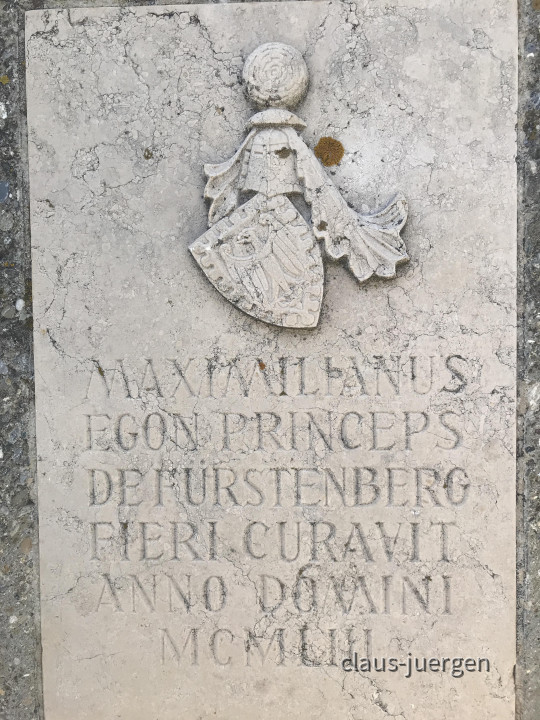 MAXIMILIANUS
EGON PRINCEPS
DE FÜRSTENBERG
FIERI CURAVIT
ANNO DOMINI
MCMLIII
claus-juergen